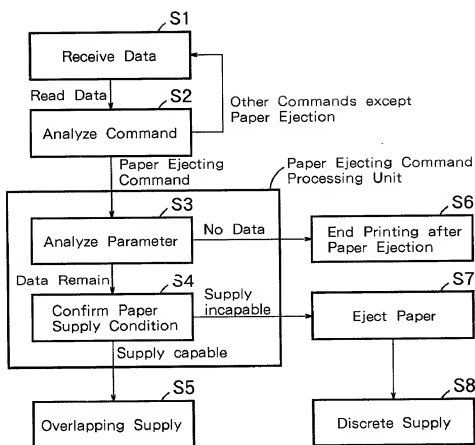 S1
Receive Data
Read Data
S2
Other Commands except
Paper Ejection
Analyze Command
Paper Ejecting
Command
Paper Ejecting Command
Processing Unit
S3
Analyze Parameter
No Data
S6
End Printing after
Paper Ejection
Data Remain
S4
Confirm Paper
Supply Condition
Supply
incapable
S7
Eject Paper
Supply capable
S5
Overlapping Supply
S8
Discrete Supply